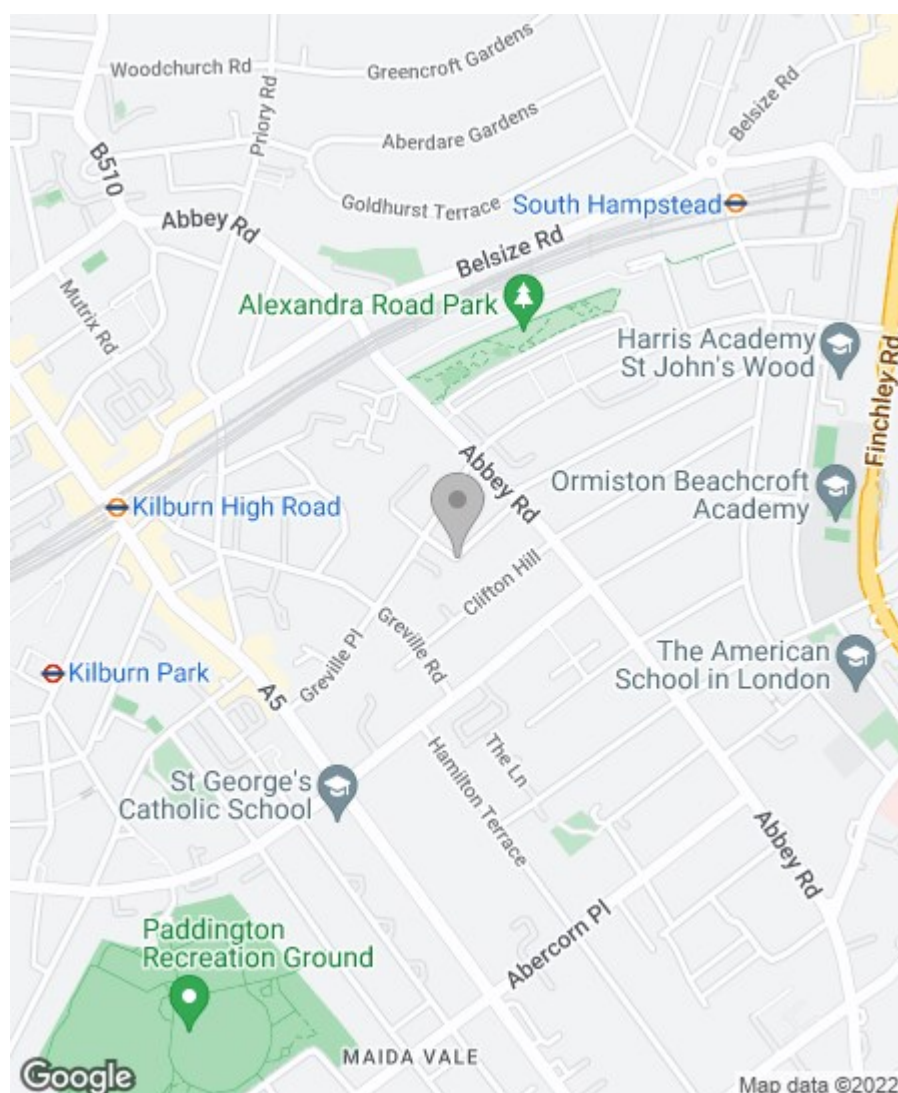 Woodchurch Rd
Greencroft Gardens
Priory Rd
Belsize Rd
Aberdare Gardens
B510
Goldhurst Terrace
South Hampstead
Abbey Rd
Belsize Rd
Mutrix Rd
Alexandra Road Park
Harris Academy
St John's Wood
Finchley Rd
Abbey Rd
Ormiston Beachcroft
Academy
Kilburn High Road
Clifton Hill
Greville Pl
Greville Rd
The American
School in London
Kilburn Park
A5
The Ln
Hamilton Terrace
St George's
Catholic School
Abbey Rd
Abercorn Pl
Paddington
Recreation Ground
MAIDA VALE
Google
Map data ©2022